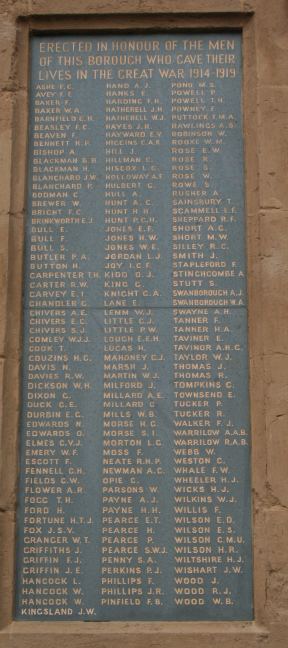 ERECTED IN HONOUR OF THE MEN
OF THIS BOROUGH WHO GAVE THEIR
LIVES IN THE GREAT WAR 1914-1919
ASHE F.C. HAND A.J. POND M.S.
AVEY F.E. HANKS F. POWELL P.
BAKER F. HARDING F.H. POWELL T.H.
BAKER W.A. HATHERELL J.H. POWNEY F.
BARNFIELD C.H. HATHERELL W.J. PUTTOCK F.M.A.
BEASLEY F.C. HAYES J.H. RAWLINGS A.S.
BEAVEN F. HAYWARD E.V. ROBINSON W.
BENNETT H.P. HIGGINS C.A.R. ROOKE W.M.
BISHOP A. HILL J. ROSE E.W.
BLACKMAN G.H. HILLMAN C. ROSE R.
BLACKMAN H. HISCOX L.C. ROSE S.
BLANCHARD J.W. HOLLOWAY A.F. ROSE W.
BLANCHARD P. HULBERT G. ROWE S.
BODMAN C. HULL A. RUSHER A.
BREWER W. HUNT A.C. SAINSBURY T.
BRIGHT F.C. HUNT H.H. SCAMMELL L.F.
BRINKWORTH E.J. HUNT P.G.H. SHEPPARD R.F.
BULL E. JONES E.F. SHORT A.G.
BULL F. JONES H.W. SHORT M.W.
BULL S. JONES W.E. SILLEY R.C.
BUTLER P.A. JORDAN L.J. SMITH J.
BUTTON H. JOY I.C.F. STAPLEFORD F.
CARPENTER T.H. KIDD O.J. STINCHCOMBE A.
CARTER R.W. KING G. STUTT S.
CARVEY E.T. KNIGHT C.A. SWANBOROUGH A.J.
CHANDLER C. LANE E. SWANBOROUGH W.A.
CHIVERS A.E. LEMM W.J. SWAYNE A.H.
CHIVERS E.C. LITTLE C.J. TANNER F.
CHIVERS S.J. LITTLE P.W. TANNER H.A.
COMLEY W.J.J. LOUCH E.E.H. TAVINER E.
COOK T. LUCAS H. TAVINOR A.H.G.
COUZINS H.G. MAHONEY C.J. TAYLOR W.J.
DAVIS N. MARSH J. THOMAS J.
DAVIES R.W. MARTIN W.J. THOMAS R.
DICKSON W.H. MILFORD J. TOMPKINS G.
DIXON G. MILLARD A.E. TOWNSEND E.
DUCK G.E. MILLARD G. TUCKER P.
DURBIN E.G. MILLS W.B. TUCKER R.
EDWARDS N. MORSE H.G. WALKER F.J.
EDWARDS O. MORSE S.I. WARRILOW A.A.B.
ELMES G.V.J. MORTON L.G. WARRILOW R.A.B.
EMERY W.F. MOSS F. WEBB W.
ESCOTT F. NEATE R.H.P. WESTON C.
FENNELL C.H. NEWMAN A.C. WHALE F.W.
FIELDS G.W. OPIE C. WHEELER H.J.
FLOWER A.R. PARSONS W. WICKS H.J.
FOGG T.H. PAYNE A.J. WILKINS W.J.
FORD H. PAYNE H.H. WILLIS F.
FORTUNE H.T.J. PEARCE E.T. WILSON E.D.
FOX J.S.V. PEARCE H. WILSON E.S.
GRANGER W.T. PEARCE P. WILSON C.M.U.
GRIFFITHS J. PEARCE S.W.J. WILSON H.R.
GRIFFIN F.J. PENNY S.A. WILTSHIRE H.J.
GRIFFIN J.E. PERKINS P.J. WISHART J.W.
HANCOCK L. PHILLIPS F. WOOD J.
HANCOCK W. PHILLIPS J.R. WOOD R.J.
HANCOCK W. PINFIELD F.B. WOOD W.B.
KINGSLAND J.W.